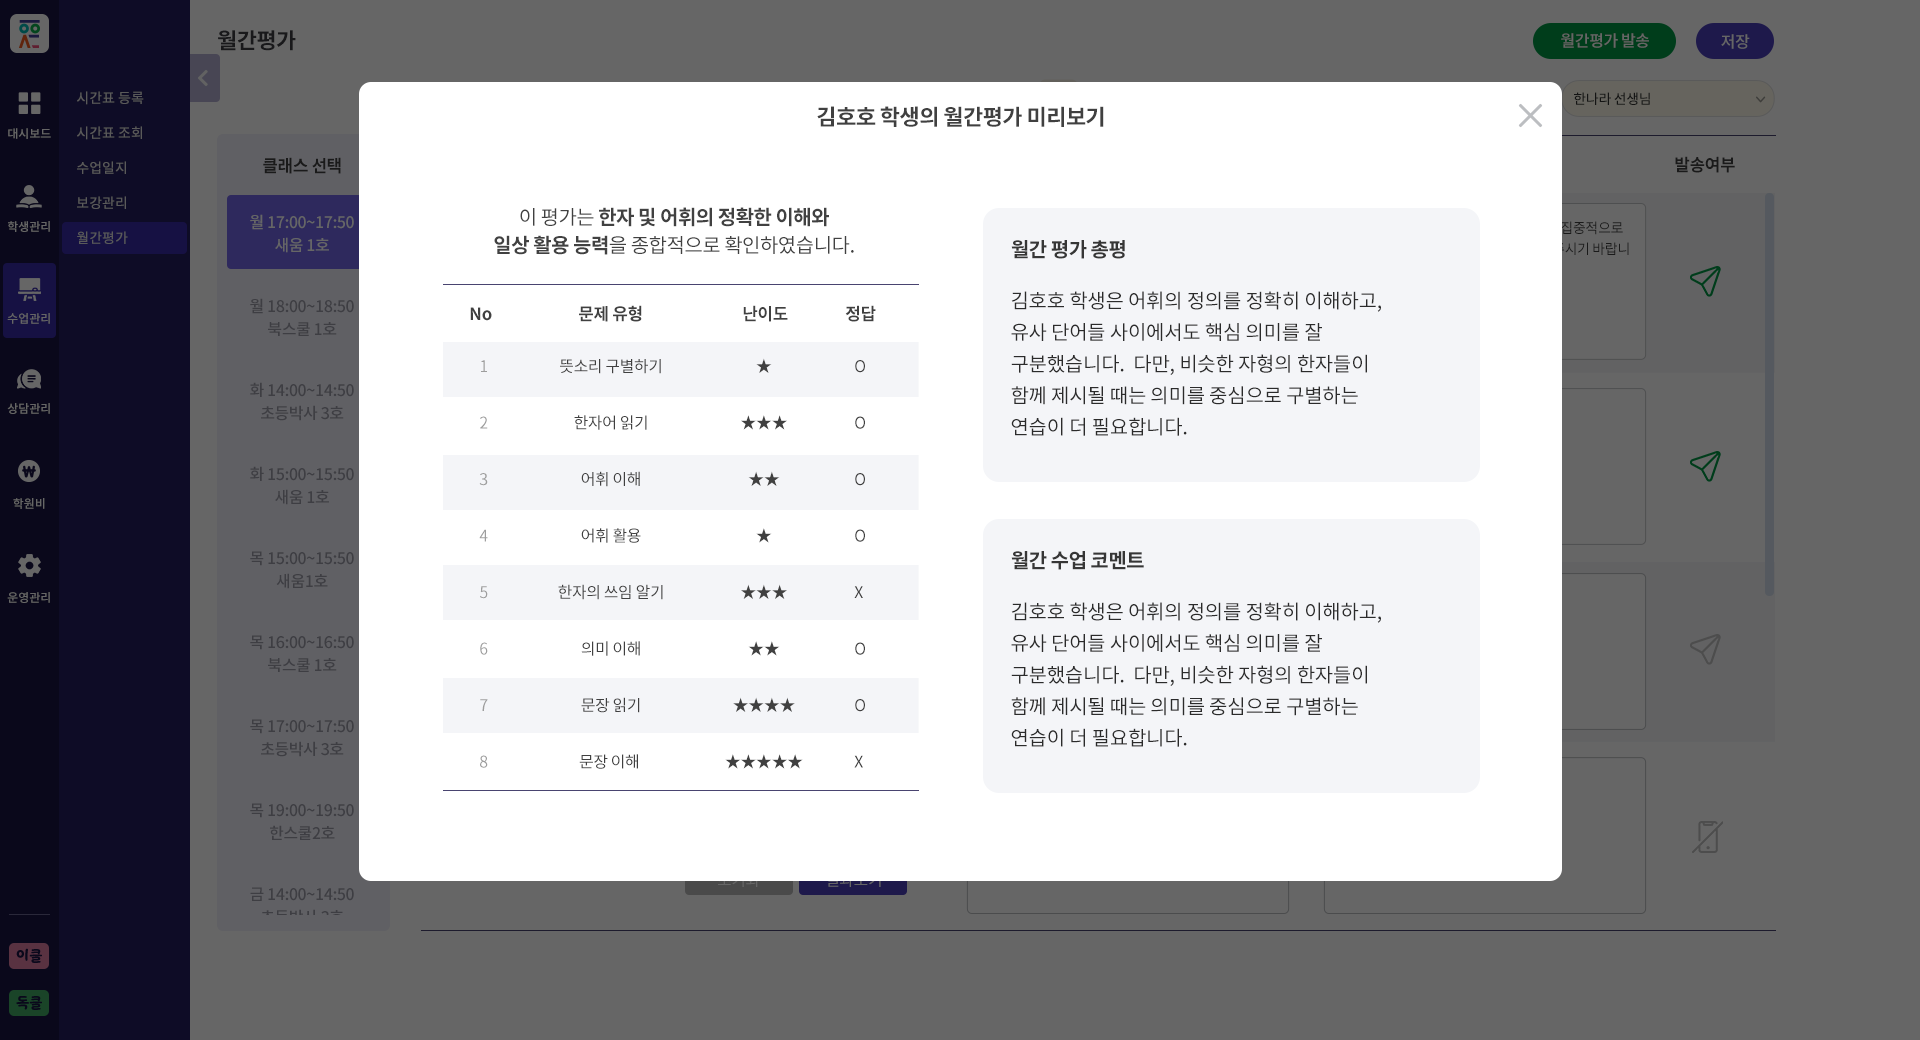 월간평가
월간평가 발송
저장
한나라 선생님
대시보드
학생관리
수업관리
상담관리
학원비
운영관리
이클
독클
시간표 등록
시간표 조회
수업일지
보강관리
월간평가
클래스 선택
월 17:00~17:50
새움 1호
월 18:00~18:50
북스쿨 1호
화 14:00~14:50
초등박사 3호
화 15:00~15:50
새움 1호
목 15:00~15:50
새움1호
목 16:00~16:50
북스쿨 1호
목 17:00~17:50
초등박사 3호
목 19:00~19:50
한스쿨2호
금 14:00~14:50
김호호 학생의 월간평가 미리보기
이 평가는 한자 및 어휘의 정확한 이해와
일상 활용 능력을 종합적으로 확인하였습니다.
No 문제 유형 난이도 정답
1 뜻소리 구별하기 ★ O
2 한자어 읽기 ★★★ O
3 어휘 이해 ★★ O
4 어휘 활용 ★ O
5 한자의 쓰임 알기 ★★★ X
6 의미 이해 ★★ O
7 문장 읽기 ★★★★ O
8 문장 이해 ★★★★★ X
월간 평가 총평
김호호 학생은 어휘의 정의를 정확히 이해하고,
유사 단어들 사이에서도 핵심 의미를 잘
구분했습니다. 다만, 비슷한 자형의 한자들이
함께 제시될 때는 의미를 중심으로 구별하는
연습이 더 필요합니다.
월간 수업 코멘트
김호호 학생은 어휘의 정의를 정확히 이해하고,
유사 단어들 사이에서도 핵심 의미를 잘
구분했습니다. 다만, 비슷한 자형의 한자들이
함께 제시될 때는 의미를 중심으로 구별하는
연습이 더 필요합니다.
발송여부
집중적으로
시기 바랍니